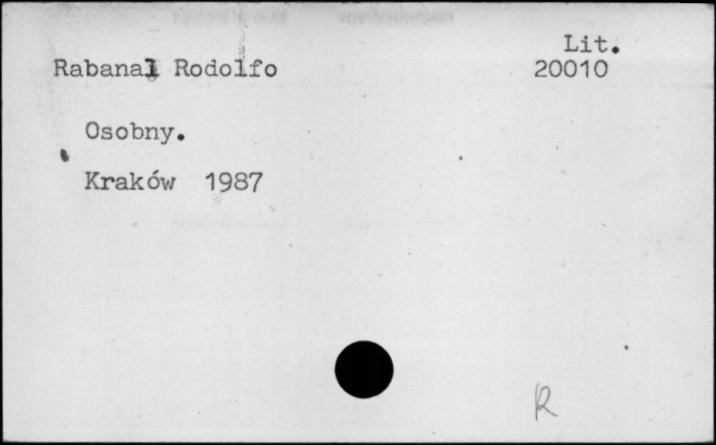 Lit.
Rabanal Rodolfo 20010
Osobny.
Kraków 1987
R